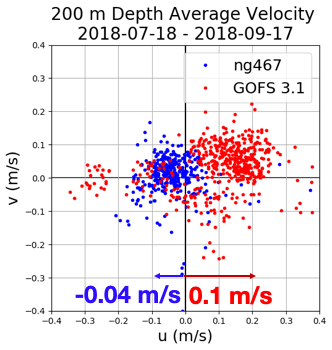 200 m Depth Average Velocity
2018-07-18 - 2018-09-17
ng467
GOFS 3.1
v (m/s)
0.4
0.3
0.2
0.1
0.0
−0.1
−0.2
−0.3
−0.4
-0.04 m/s 0.1 m/s
−0.4 −0.3 −0.2 −0.1 0.0 0.1 0.2 0.3 0.4
u (m/s)